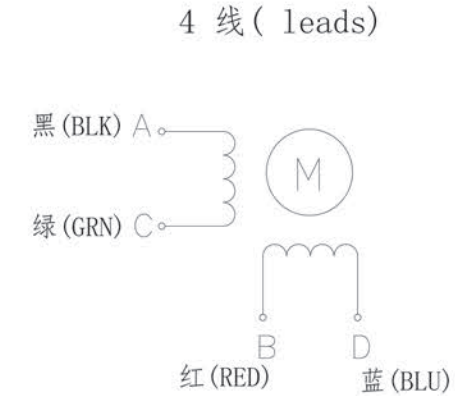 4 线( leads)
黑(BLK) A
M
绿(GRN) C
B D
红(RED) 蓝(BLU)